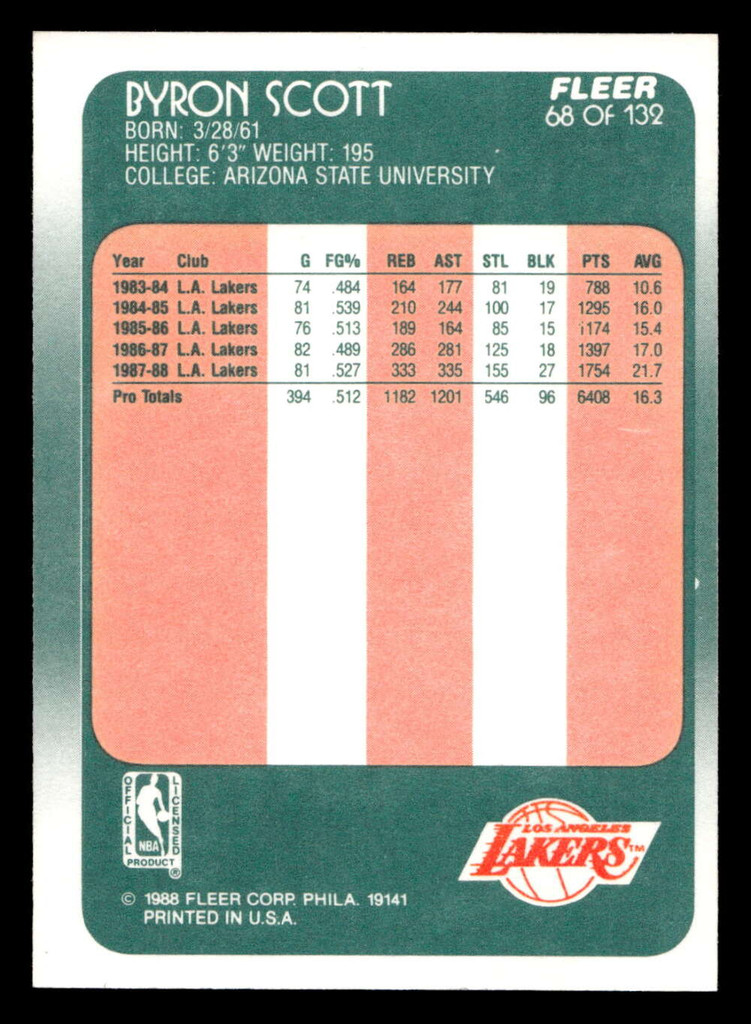 BYRON SCOTT
FLEER
68 OF 132
BORN: 3/28/61
HEIGHT: 6'3" WEIGHT: 195
COLLEGE: ARIZONA STATE UNIVERSITY
Year Club G FG% REB AST STL BLK PTS AVG
1983-84 L.A. Lakers 74 .484 164 177 81 19 788 10.6
1984-85 L.A. Lakers 81 .539 210 244 100 17 1295 16.0
1985-86 L.A. Lakers 76 .513 189 164 85 15 1174 15.4
1986-87 L.A. Lakers 82 .489 286 281 125 18 1397 17.0
1987-88 L.A. Lakers 81 .527 333 335 155 27 1754 21.7
Pro Totals 394 .512 1182 1201 546 96 6408 16.3
OFFICIAL
LICENSED
NBA
PRODUCT
®
LOS ANGELES
LAKERS™
© 1988 FLEER CORP. PHILA. 19141
PRINTED IN U.S.A.